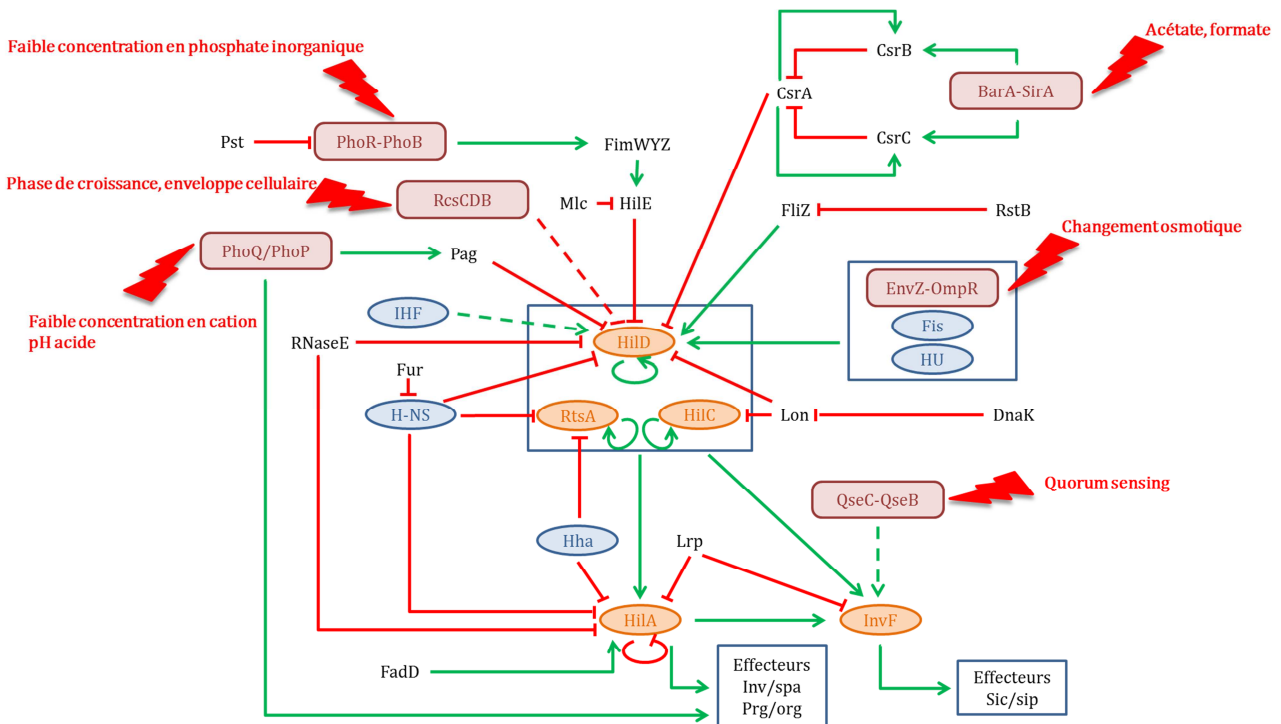 Faible concentration en phosphate inorganique
Acétate, formate
CsrB
CsrA
BarA-SirA
CsrC
Pst
PhoR-PhoB
FimWYZ
Phase de croissance, enveloppe cellulaire
RcsCDB
Mlc
HilE
FliZ
RstB
Changement osmotique
PhoQ/PhoP
Pag
EnvZ-OmpR
Fis
HU
Faible concentration en cation
pH acide
IHF
RNaseE
HilD
Fur
H-NS
RtsA
HilC
Lon
DnaK
QseC-QseB
Quorum sensing
Hha
Lrp
HilA
InvF
FadD
Effecteurs
Inv/spa
Prg/org
Effecteurs
Sic/sip